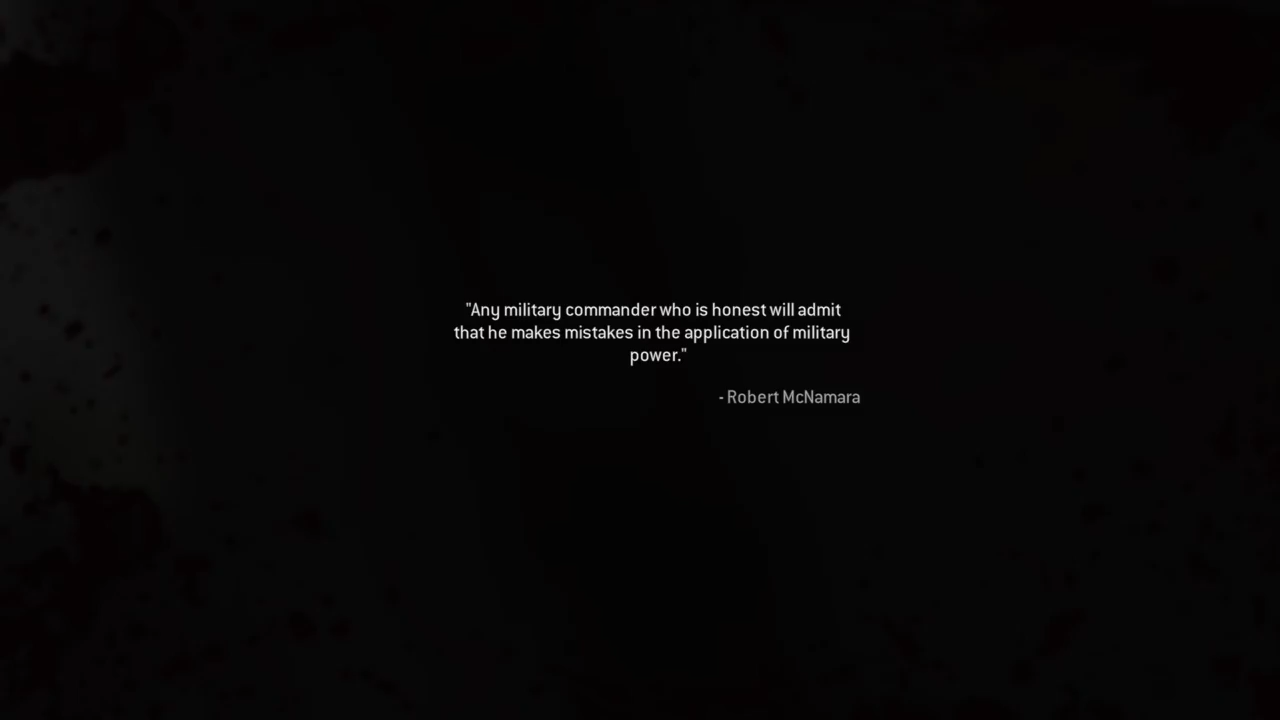 "Any military commander who is honest will admit
that he makes mistakes in the application of military
power."
- Robert McNamara